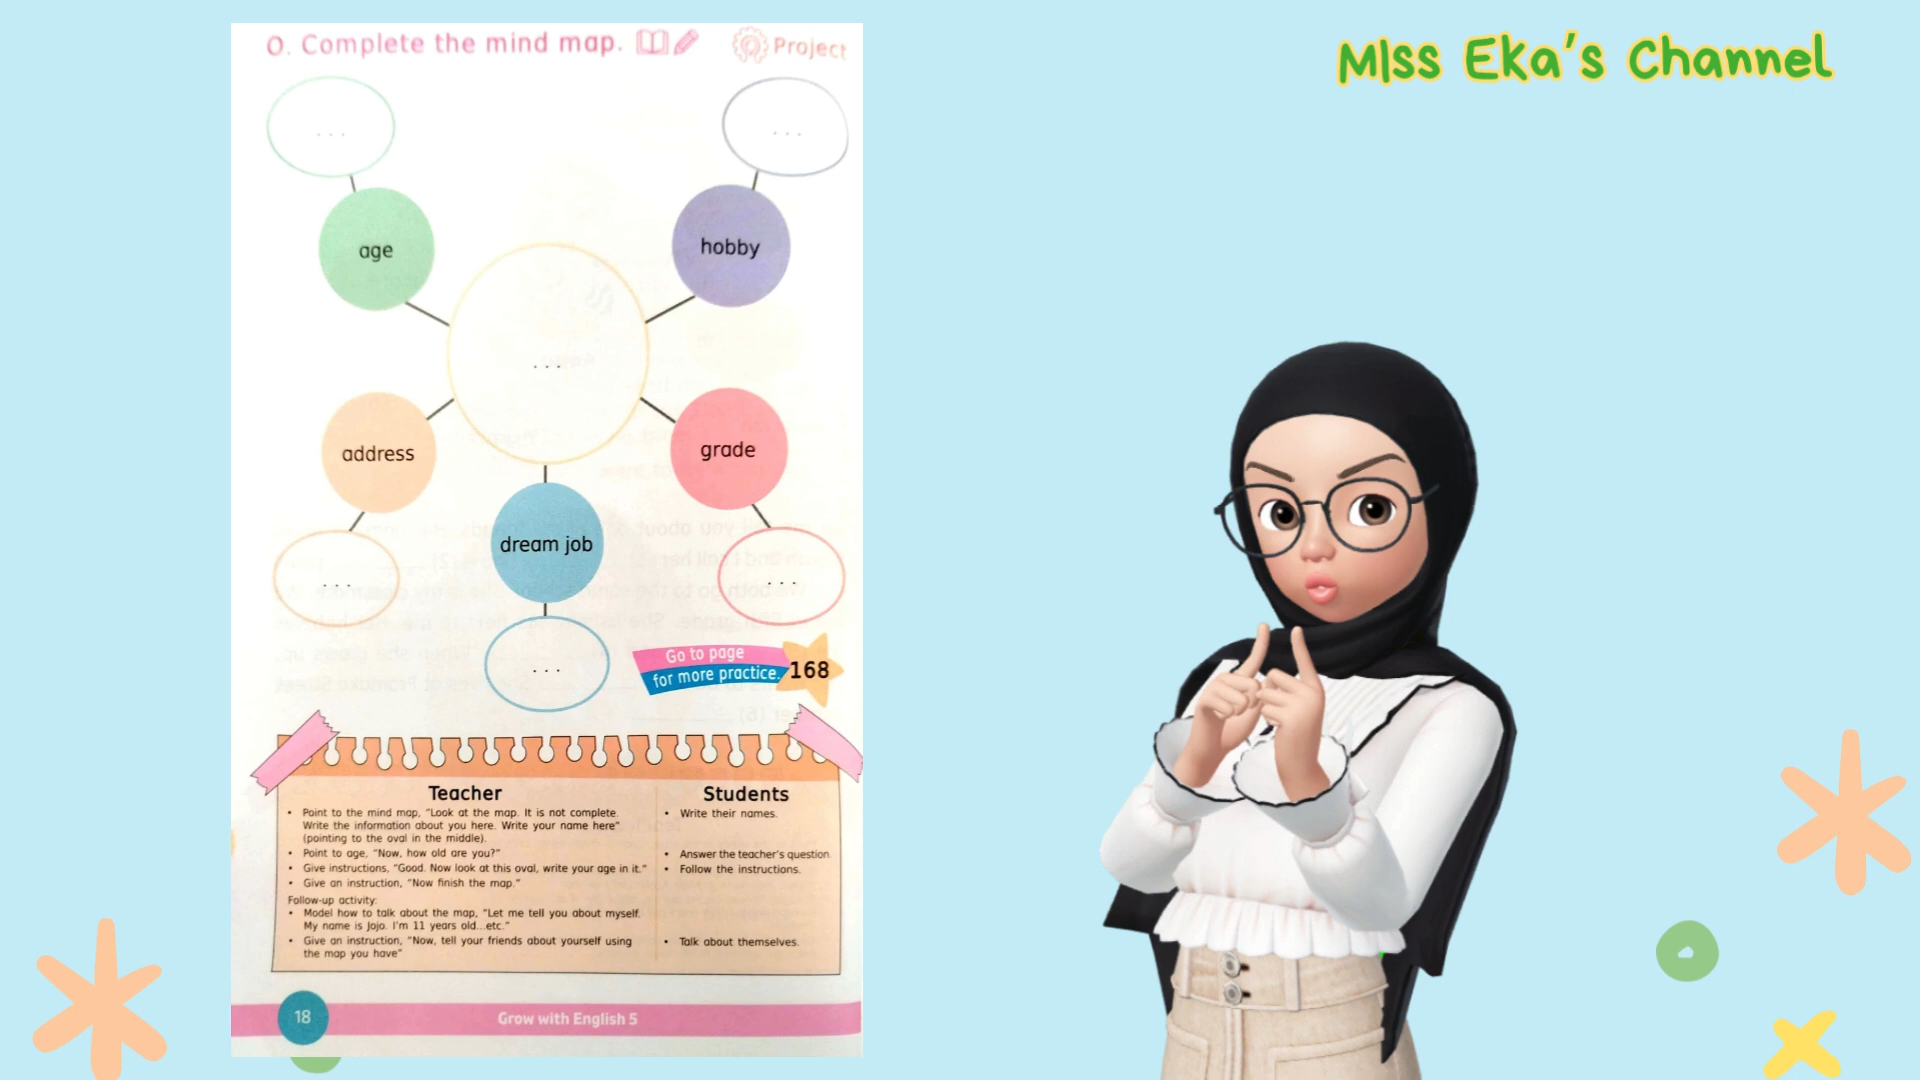 O. Complete the mind map.
Project
Miss Eka's Channel
...
...
age
hobby
...
address
grade
dream job
...
...
...
Go to page
for more practice.
168
Teacher
Students
• Point to the mind map, "Look at the map. It is not complete.
Write the information about you here. Write your name here"
(pointing to the oval in the middle).
• Write their names.
• Point to age, "Now, how old are you?"
• Answer the teacher's question.
• Give instructions, "Good. Now look at this oval, write your age in it."
• Follow the instructions.
• Give an instruction, "Now finish the map."
Follow-up activity:
• Model how to talk about the map, "Let me tell you about myself.
My name is Jojo. I'm 11 years old...etc."
• Give an instruction, "Now, tell your friends about yourself using
the map you have"
• Talk about themselves.
18
Grow with English 5